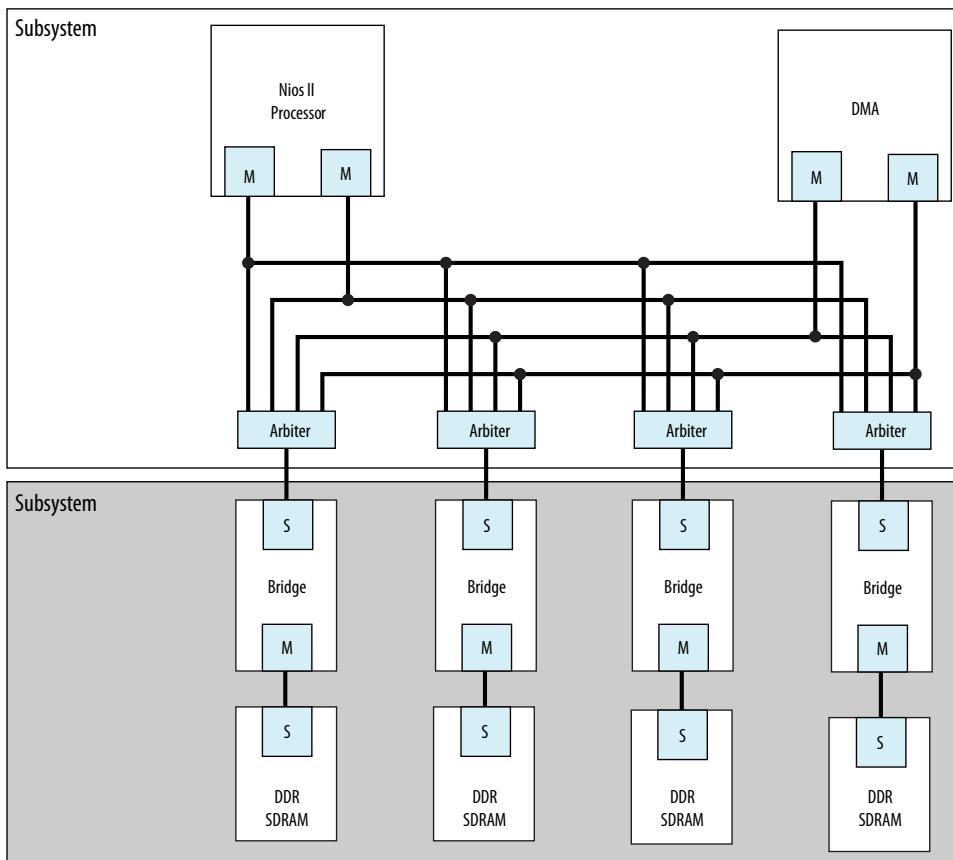 Subsystem
Nios II
Processor
DMA
M
M
M
M
Arbiter
Arbiter
Arbiter
Arbiter
Subsystem
S
S
S
S
Bridge
Bridge
Bridge
Bridge
M
M
M
M
S
S
S
S
DDR
SDRAM
DDR
SDRAM
DDR
SDRAM
DDR
SDRAM